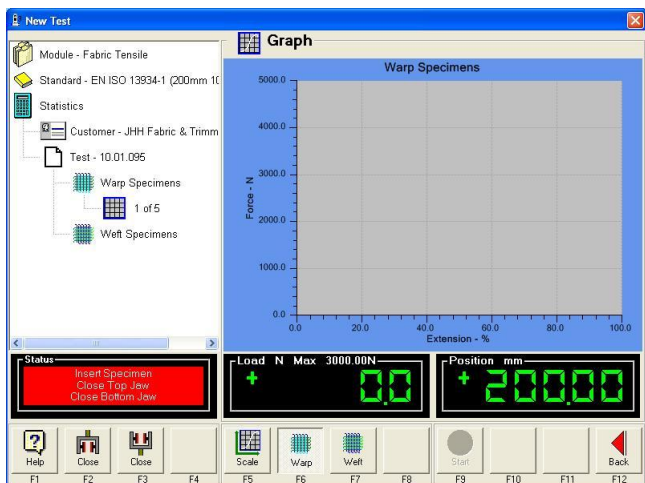 New Test
Module - Fabric Tensile
Standard - EN ISO 13934-1 (200mm 10
Statistics
Customer - JHH Fabric & Trimm
Test - 10.01.095
Warp Specimens
1 of 5
Weft Specimens
Graph
Warp Specimens
5000.0
4000.0
3000.0
2000.0
1000.0
0.0
Force - N
0.0 20.0 40.0 60.0 80.0 100.0
Extension - %
Status
Insert Specimen
Close Top Jaw
Close Bottom Jaw
Load N Max 3000.00N
+ 0.0
Position mm
+ 200.00
Help Close Close Scale Warp Weft Start Back
F1 F2 F3 F4 F5 F6 F7 F8 F9 F10 F11 F12